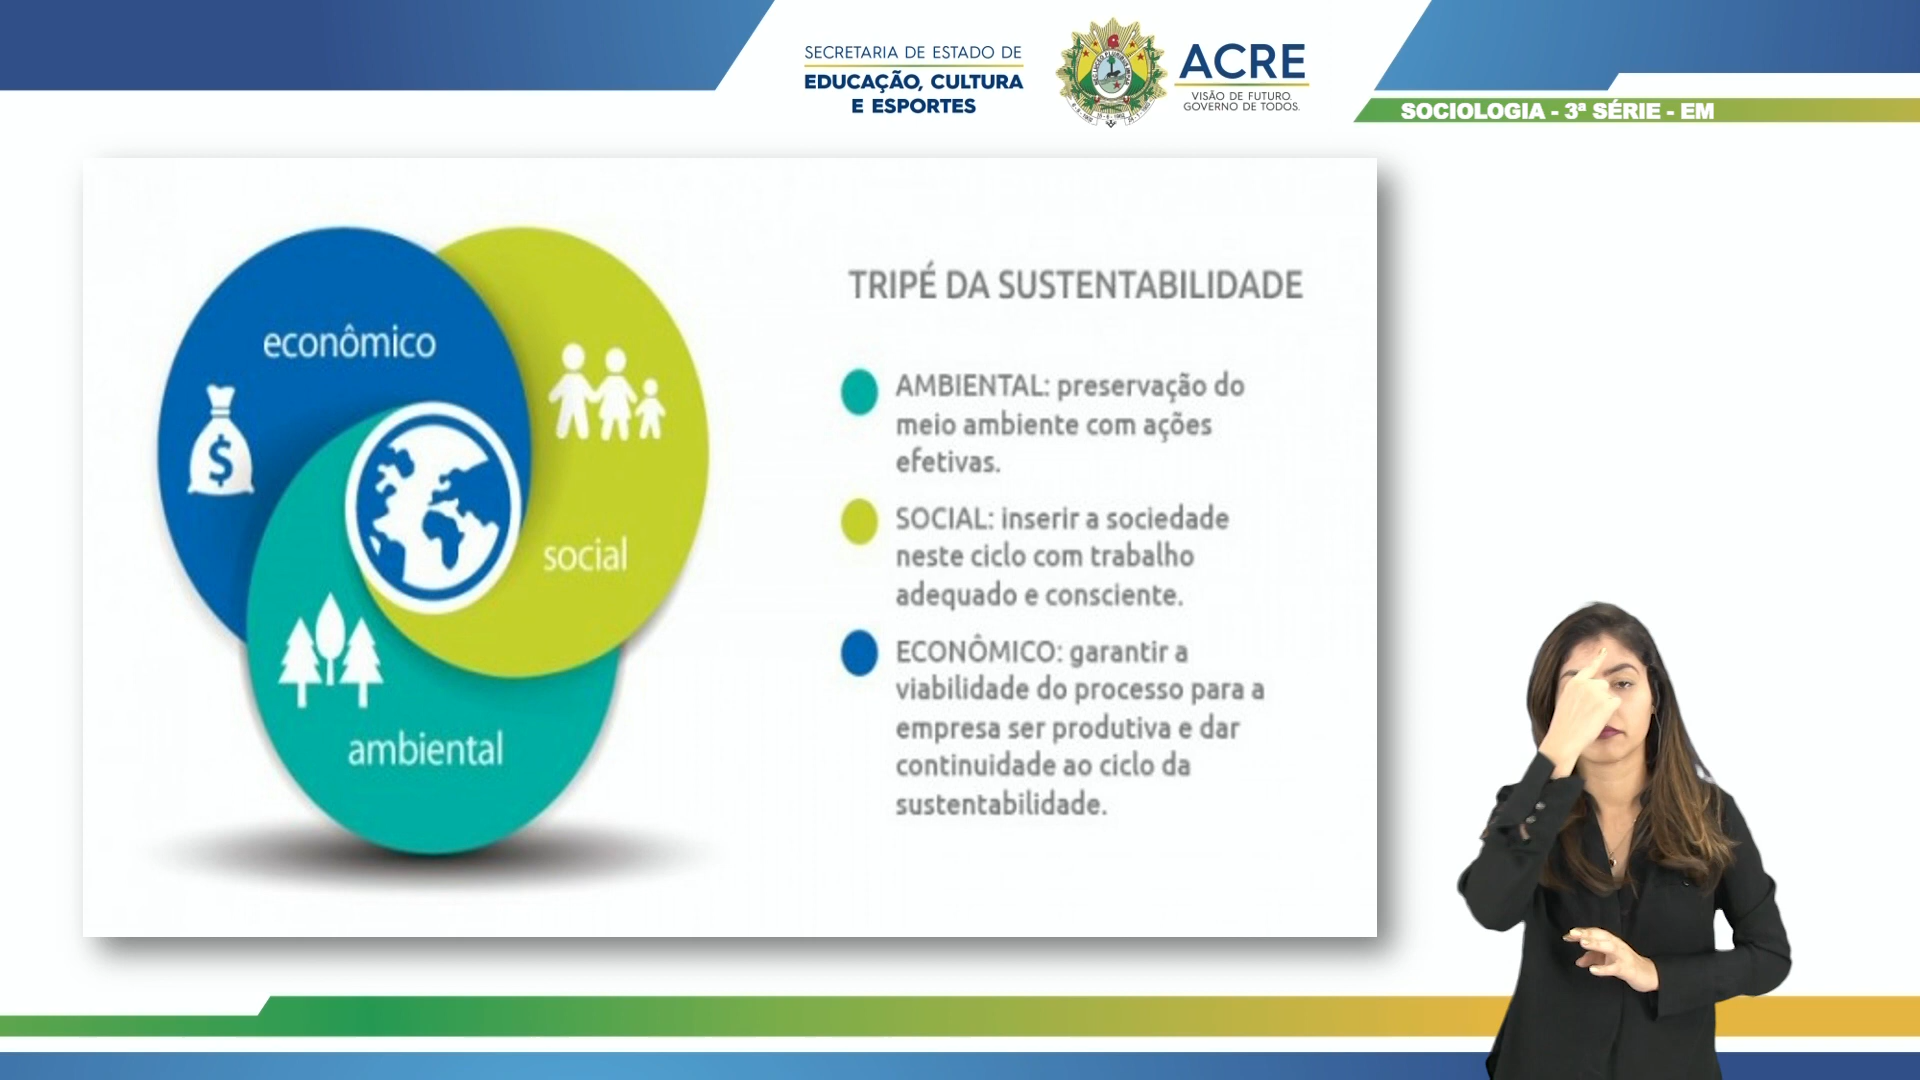 SECRETARIA DE ESTADO DE
EDUCAÇÃO, CULTURA
E ESPORTES
ACRE
VISÃO DE FUTURO.
GOVERNO DE TODOS.
SOCIOLOGIA - 3ª SÉRIE - EM
econômico
$
social
ambiental
TRIPÉ DA SUSTENTABILIDADE
AMBIENTAL: preservação do
meio ambiente com ações
efetivas.
SOCIAL: inserir a sociedade
neste ciclo com trabalho
adequado e consciente.
ECONÔMICO: garantir a
viabilidade do processo para a
empresa ser produtiva e dar
continuidade ao ciclo da
sustentabilidade.